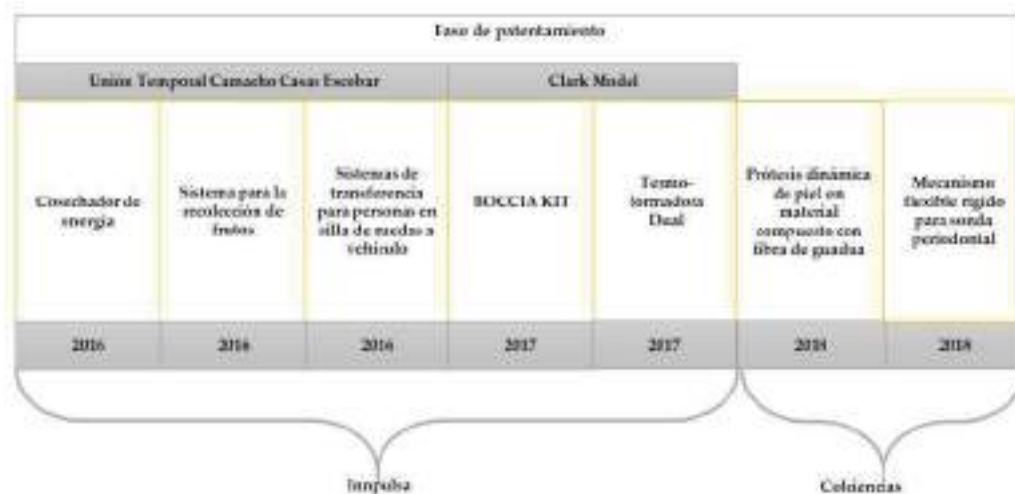 Fase de patentamiento
Unión Temporal Camacho Casas Escobar
Clark Model
Cosechador de
energía
Sistema para la
recolección de
frutos
Sistemas de
transferencia
para personas en
silla de ruedas a
vehículo
BOCCIA KIT
Termo-
formadora
Dual
Prótesis dinámica
de piel en
material
compuesto con
fibra de guadua
Mecanismo
flexible rígido
para sonda
periodontal
2016
2016
2016
2017
2017
2018
2018
Innpulsa
Colciencias